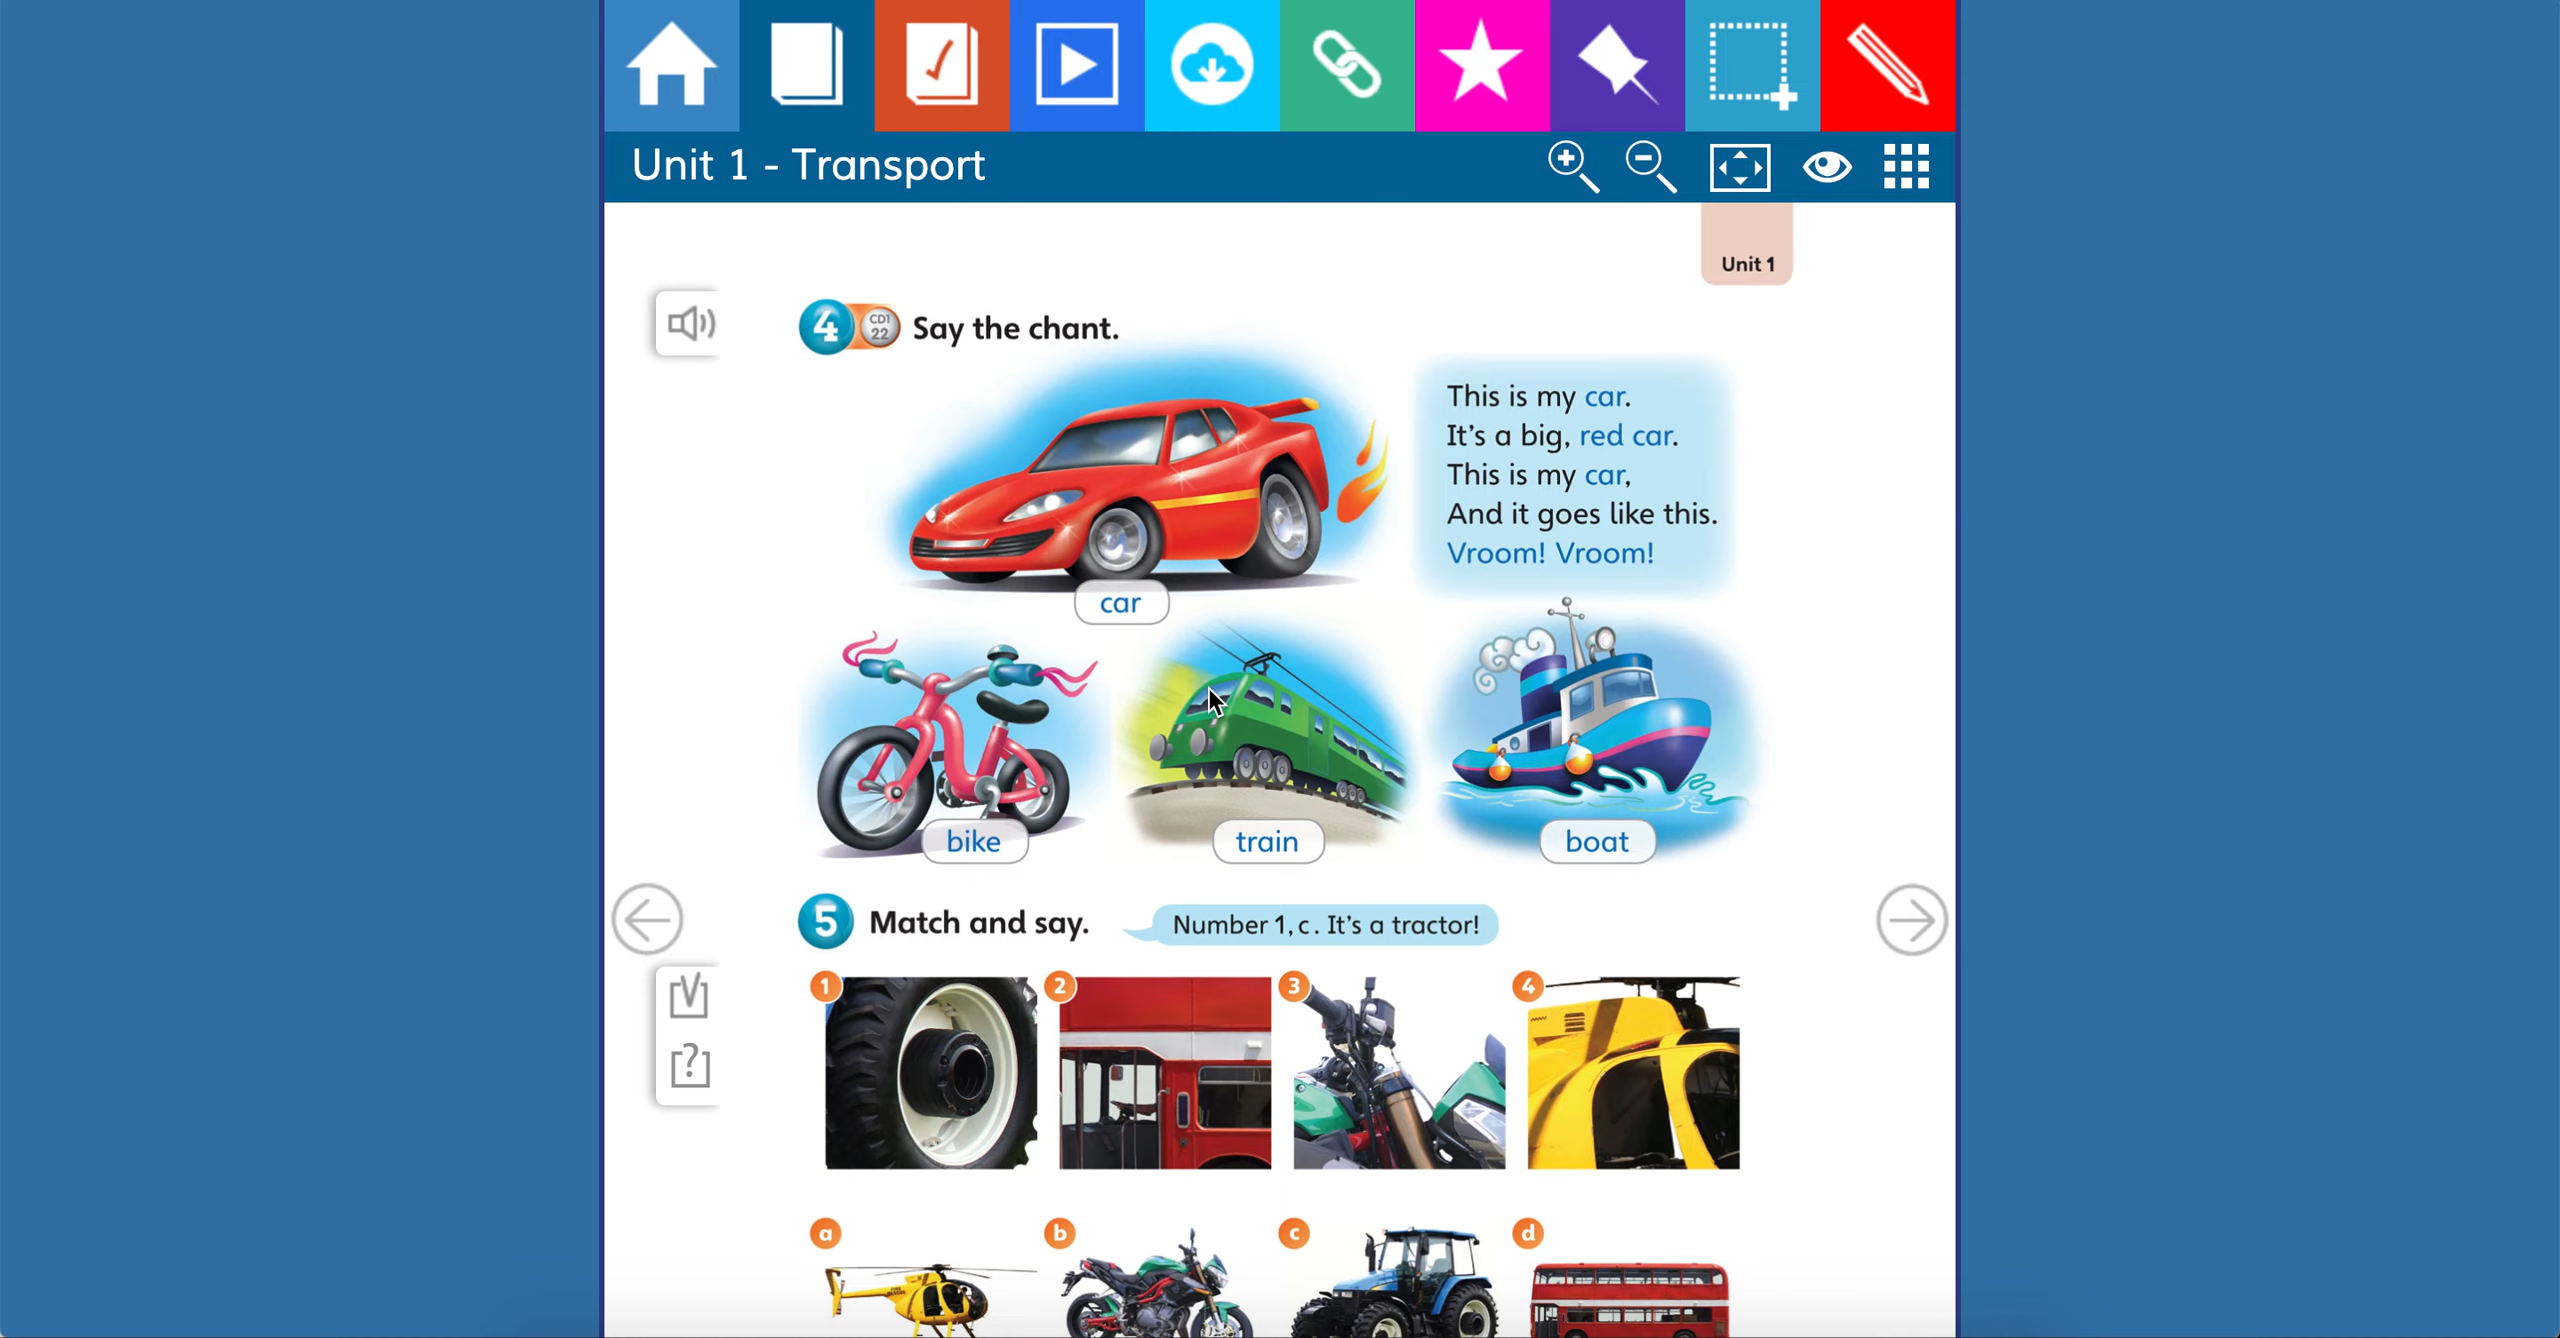 Unit 1 - Transport
Unit 1
4 CD1 22 Say the chant.
This is my car.
It's a big, red car.
This is my car,
And it goes like this.
Vroom! Vroom!
car
bike
train
boat
5 Match and say.
Number 1, c. It's a tractor!
1
2
3
4
a
b
c
d